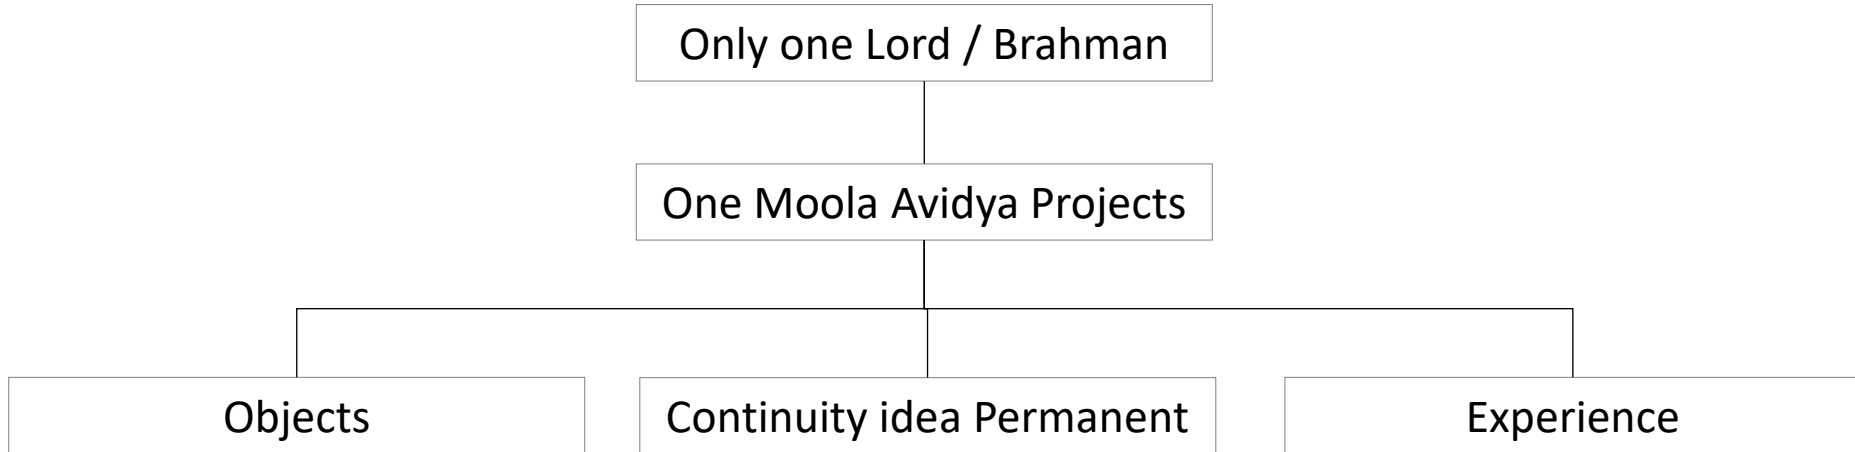 Only one Lord / Brahman
One Moola Avidya Projects
Objects
Continuity idea Permanent
Experience